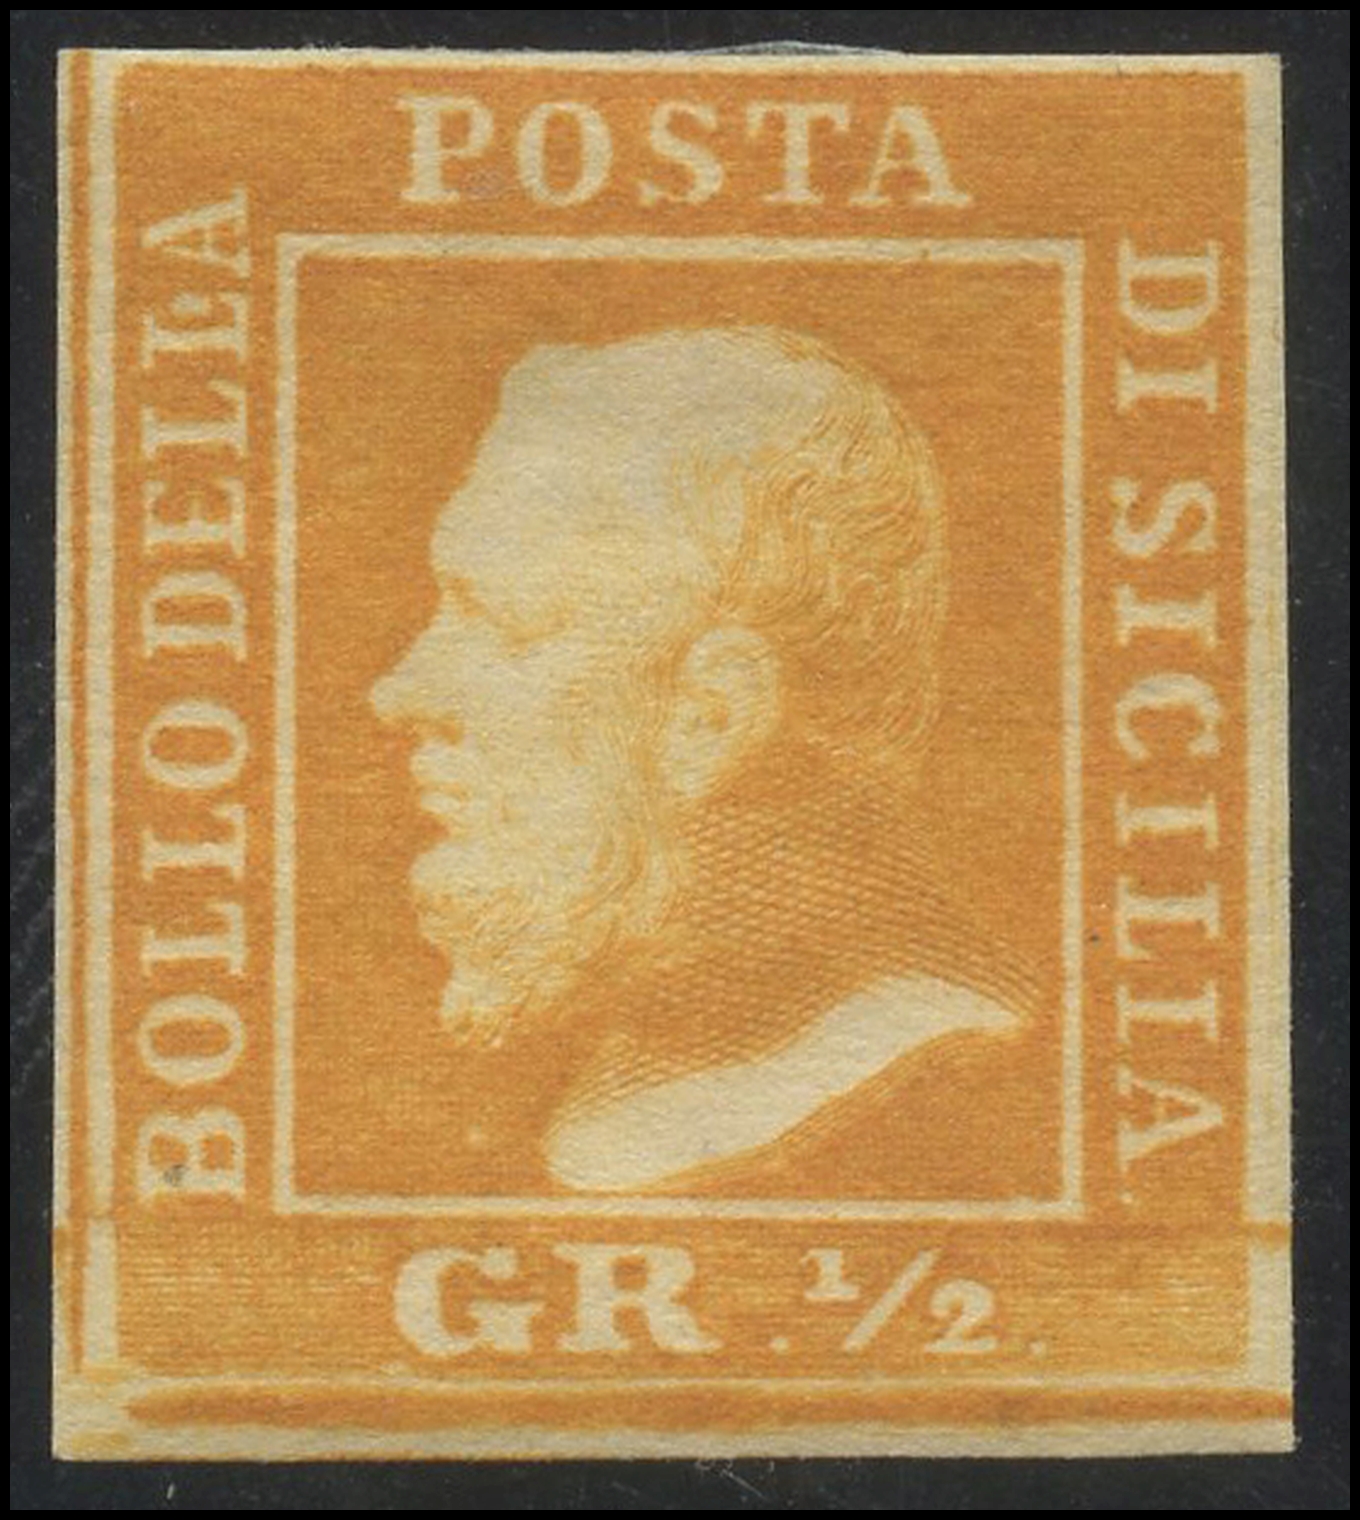 BOLLO DELLA
POSTA
DI SICILIA
GR. 1/2.